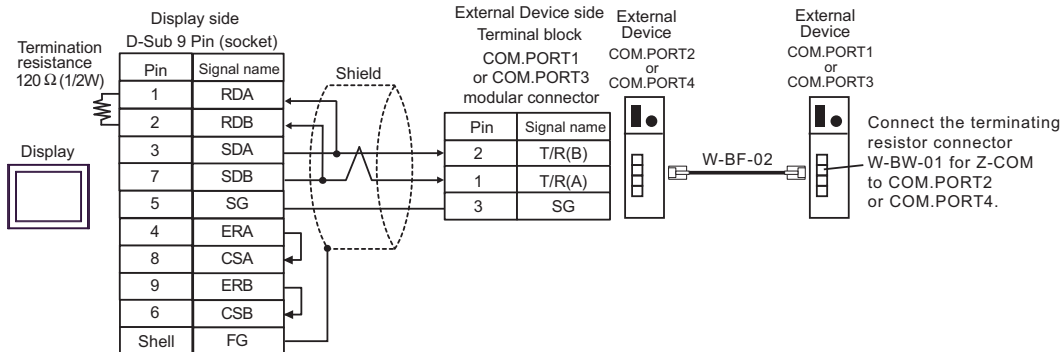 Display side
D-Sub 9 Pin (socket)
Termination
resistance
120 Ω (1/2W)
Pin Signal name
1 RDA
2 RDB
3 SDA
7 SDB
5 SG
4 ERA
8 CSA
9 ERB
6 CSB
Shell FG
Display
Shield
External Device side
Terminal block
COM.PORT1
or COM.PORT3
modular connector
Pin Signal name
2 T/R(B)
1 T/R(A)
3 SG
External
Device
COM.PORT2
or
COM.PORT4
W-BF-02
External
Device
COM.PORT1
or
COM.PORT3
Connect the terminating
resistor connector
W-BW-01 for Z-COM
to COM.PORT2
or COM.PORT4.